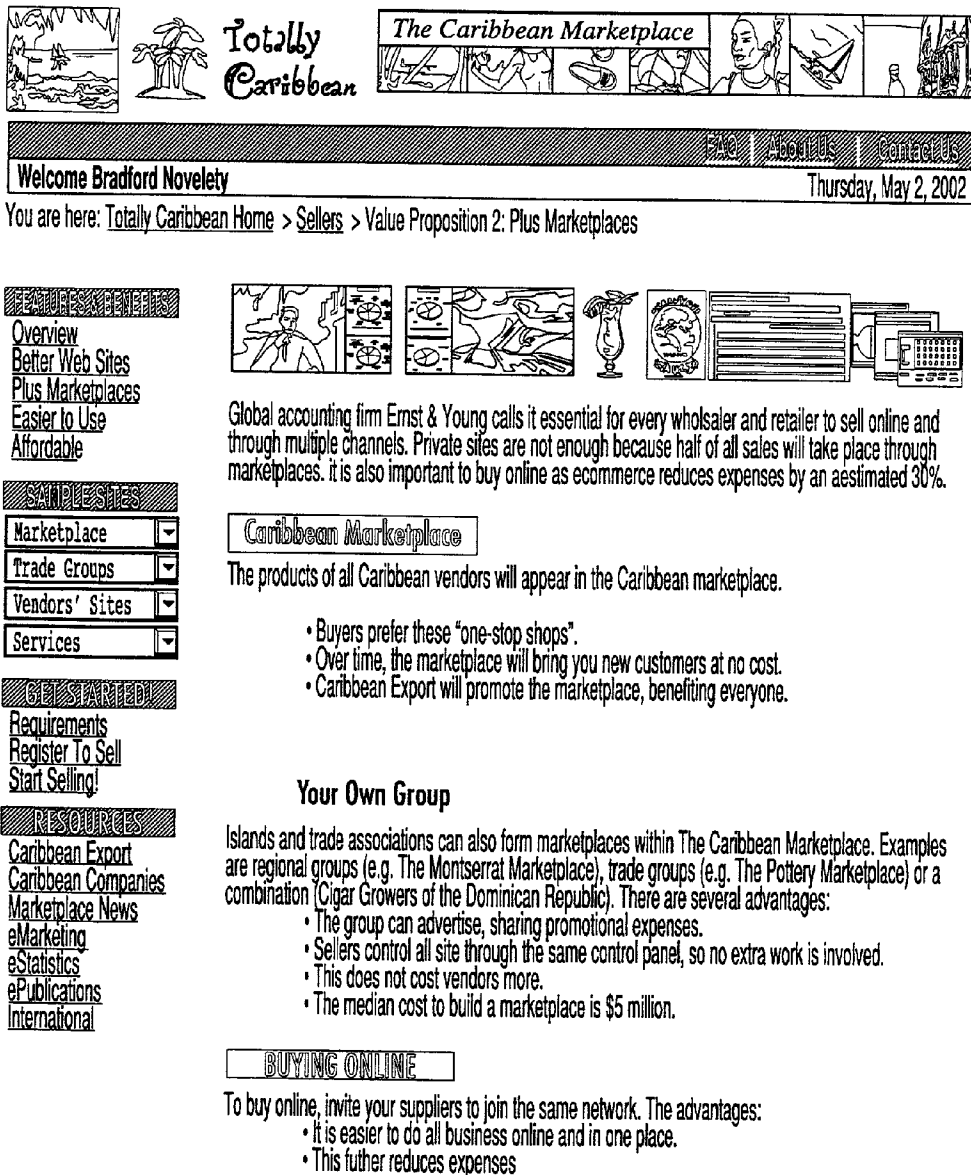 Totally
Caribbean
The Caribbean Marketplace
FAQ | About Us | Contact Us
Welcome Bradford Novelety
Thursday, May 2, 2002
You are here: Totally Caribbean Home > Sellers > Value Proposition 2: Plus Marketplaces
FEATURES & BENEFITS
Overview
Better Web Sites
Plus Marketplaces
Easier to Use
Affordable
SAMPLE SITES
Marketplace
Trade Groups
Vendors' Sites
Services
GET STARTED!
Requirements
Register To Sell
Start Selling!
RESOURCES
Caribbean Export
Caribbean Companies
Marketplace News
eMarketing
eStatistics
ePublications
International
Global accounting firm Ernst & Young calls it essential for every wholsaler and retailer to sell online and
through multiple channels. Private sites are not enough because half of all sales will take place through
marketplaces. it is also important to buy online as ecommerce reduces expenses by an aestimated 30%.
Caribbean Marketplace
The products of all Caribbean vendors will appear in the Caribbean marketplace.
• Buyers prefer these "one-stop shops".
• Over time, the marketplace will bring you new customers at no cost.
• Caribbean Export will promote the marketplace, benefiting everyone.
Your Own Group
Islands and trade associations can also form marketplaces within The Caribbean Marketplace. Examples
are regional groups (e.g. The Montserrat Marketplace), trade groups (e.g. The Pottery Marketplace) or a
combination (Cigar Growers of the Dominican Republic). There are several advantages:
• The group can advertise, sharing promotional expenses.
• Sellers control all site through the same control panel, so no extra work is involved.
• This does not cost vendors more.
• The median cost to build a marketplace is $5 million.
BUYING ONLINE
To buy online, invite your suppliers to join the same network. The advantages:
• It is easier to do all business online and in one place.
• This futher reduces expenses